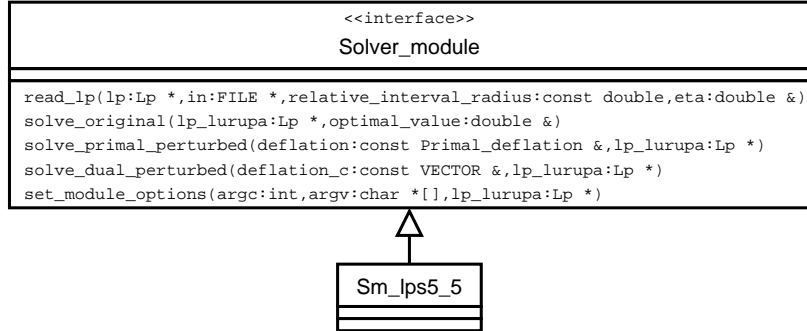 <<interface>>
Solver_module
read_lp(lp:Lp *,in:FILE *,relative_interval_radius:const double,eta:double &)
solve_original(lp_lurupa:Lp *,optimal_value:double &)
solve_primal_perturbed(deflation:const Primal_deflation &,lp_lurupa:Lp *)
solve_dual_perturbed(deflation_c:const VECTOR &,lp_lurupa:Lp *)
set_module_options(argc:int,argv:char *[],lp_lurupa:Lp *)
Sm_lps5_5